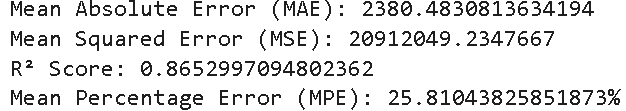 Mean Absolute Error (MAE): 2380.4830813634194
Mean Squared Error (MSE): 20912049.2347667
R² Score: 0.8652997094802362
Mean Percentage Error (MPE): 25.81043825851873%